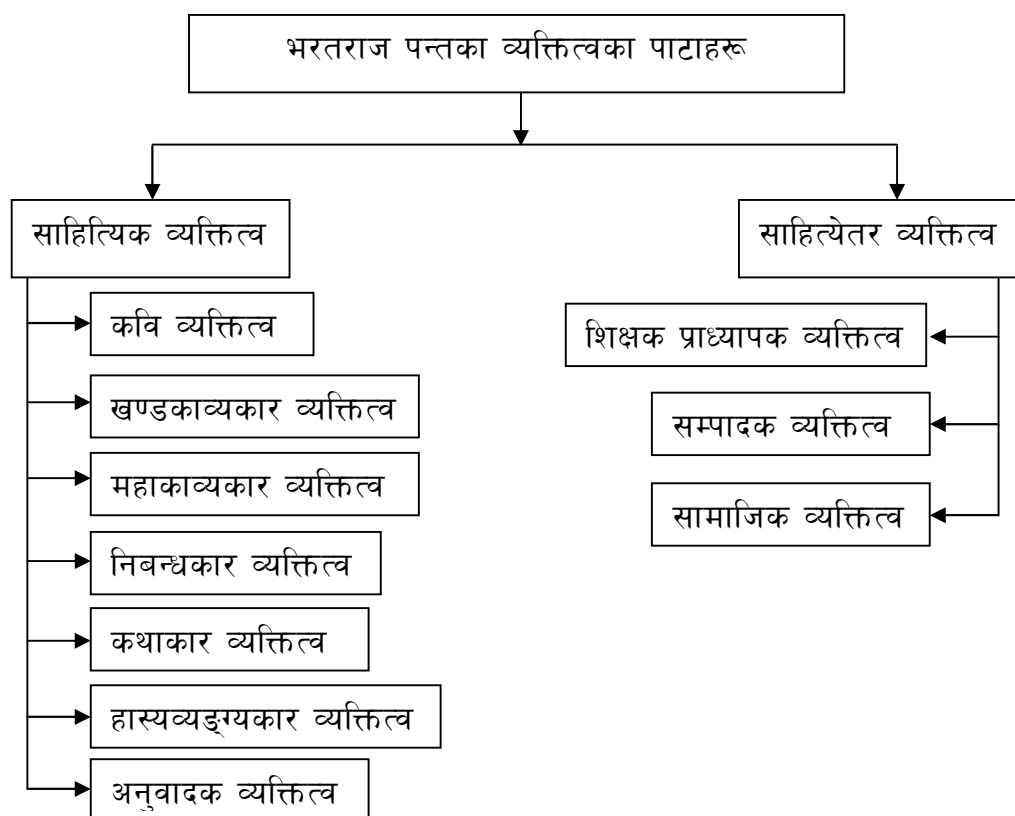 भरतराज पन्तका व्यक्तित्वका पाटाहरू
साहित्यिक व्यक्तित्व
साहित्येतर व्यक्तित्व
कवि व्यक्तित्व
खण्डकाव्यकार व्यक्तित्व
महाकाव्यकार व्यक्तित्व
निबन्धकार व्यक्तित्व
कथाकार व्यक्तित्व
हास्यव्यङ्ग्यकार व्यक्तित्व
अनुवादक व्यक्तित्व
शिक्षक प्राध्यापक व्यक्तित्व
सम्पादक व्यक्तित्व
सामाजिक व्यक्तित्व